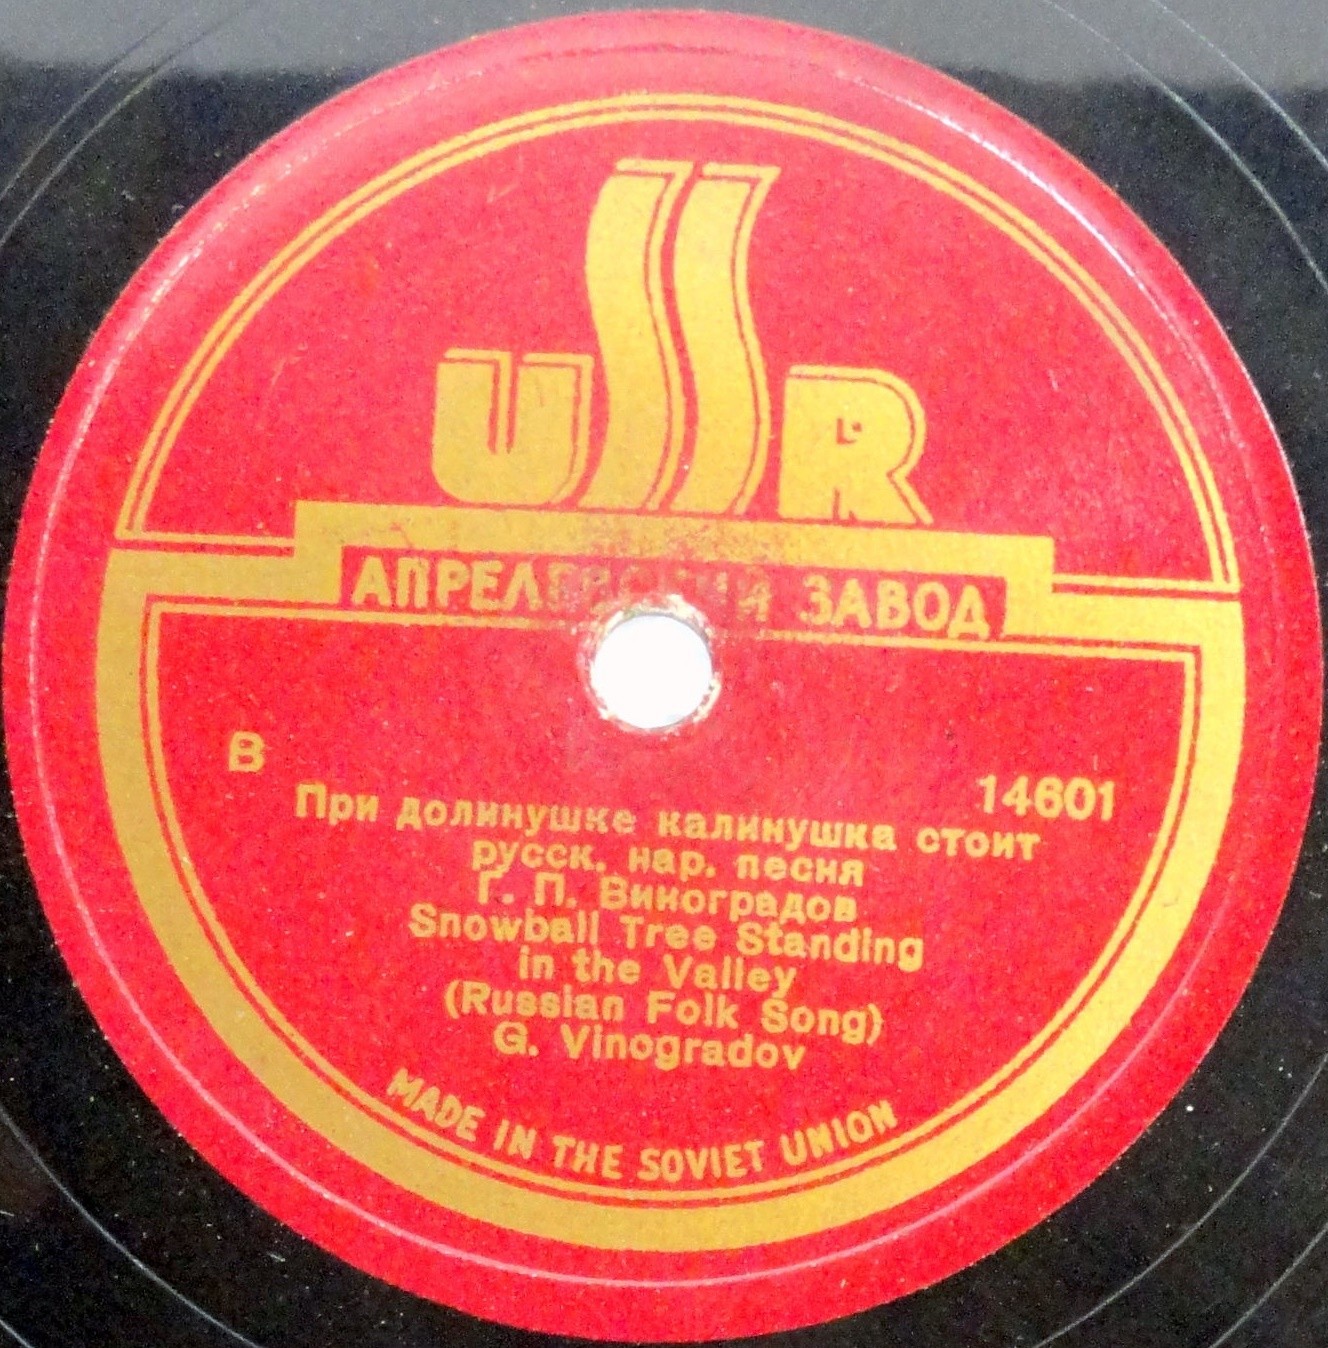 USSR
АПРЕЛЕВСКИЙ ЗАВОД
В
14601
При долинушке калинушка стоит
русск. нар. песня
Г. П. Виноградов
Snowball Tree Standing
in the Valley
(Russian Folk Song)
G. Vinogradov
MADE IN THE SOVIET UNION